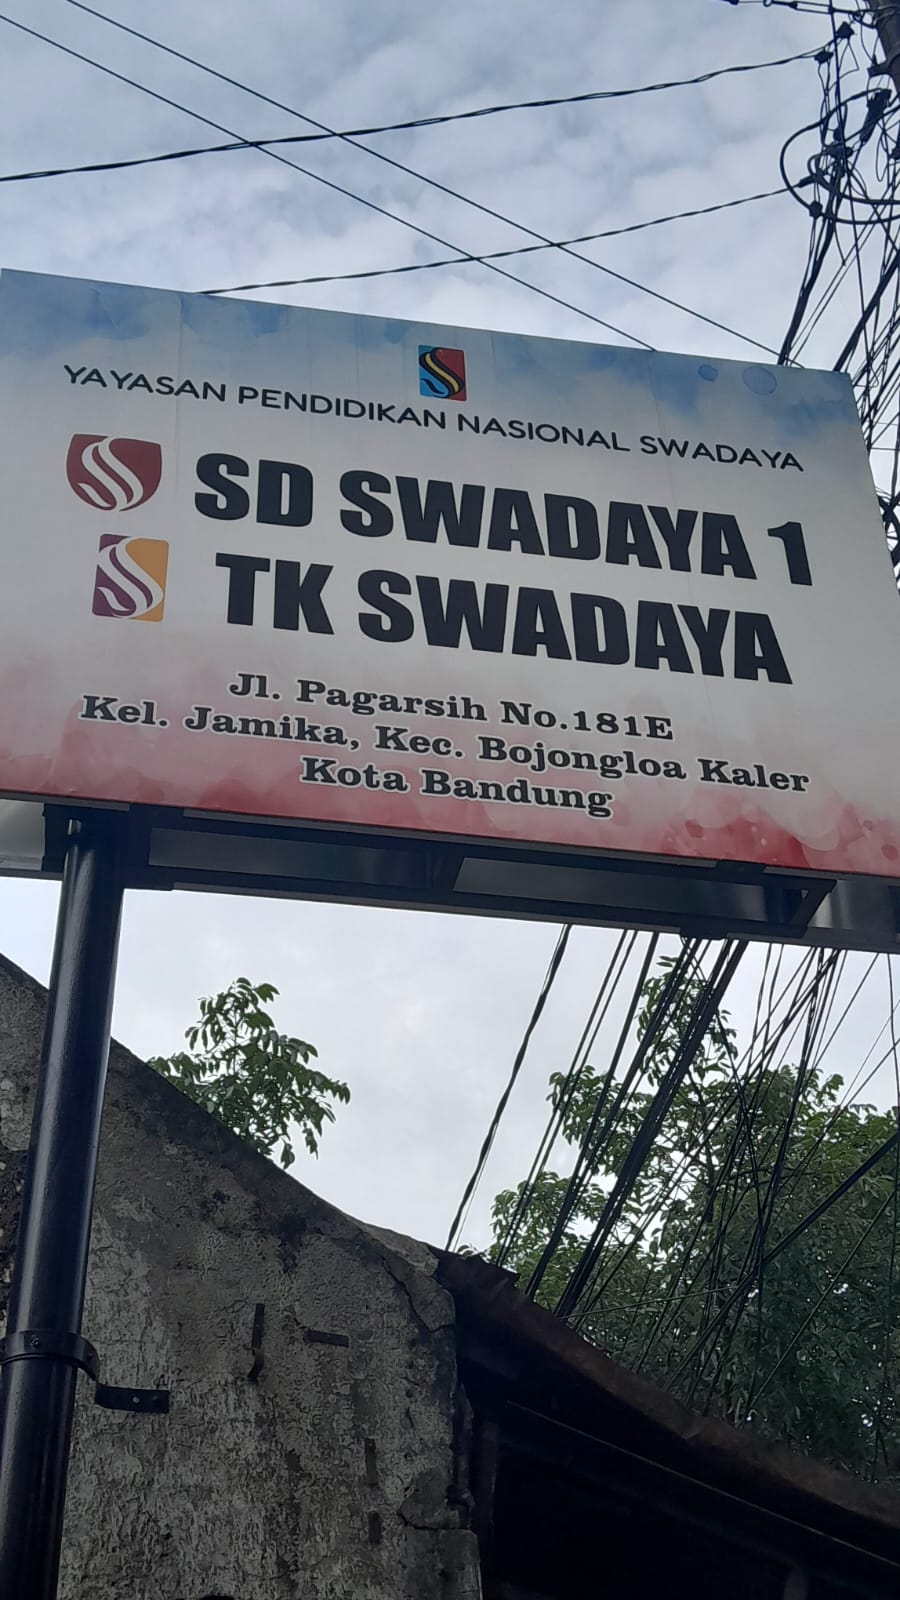 YAYASAN PENDIDIKAN NASIONAL SWADAYA
SD SWADAYA 1
TK SWADAYA
Jl. Pagarsih No.181E
Kel. Jamika, Kec. Bojongloa Kaler
Kota Bandung